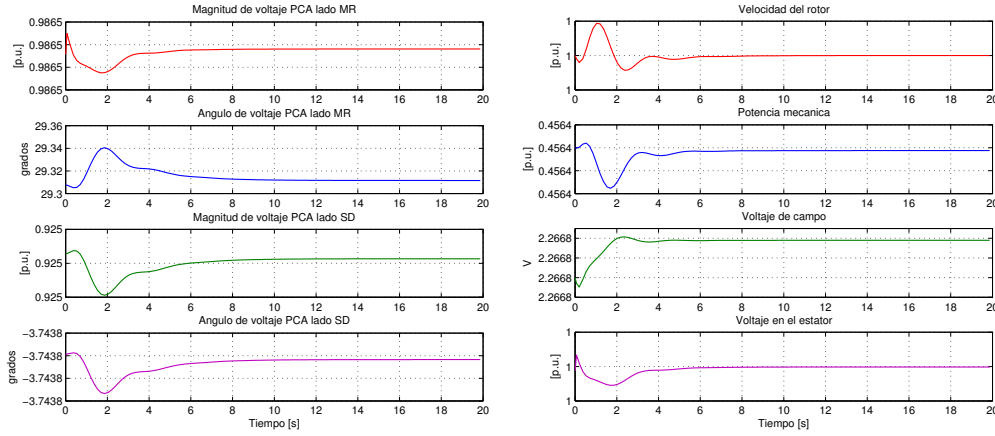 Magnitud de voltaje PCA lado MR
0.9865
0.9865
0.9865
0.9865
[p.u.]
0 2 4 6 8 10 12 14 16 18 20
Angulo de voltaje PCA lado MR
29.36
29.34
29.32
29.3
grados
0 2 4 6 8 10 12 14 16 18 20
Magnitud de voltaje PCA lado SD
0.925
0.925
0.925
[p.u.]
0 2 4 6 8 10 12 14 16 18 20
Angulo de voltaje PCA lado SD
−3.7438
−3.7438
−3.7438
−3.7438
grados
0 2 4 6 8 10 12 14 16 18 20
Tiempo [s]
Velocidad del rotor
1
1
1
[p.u.]
0 2 4 6 8 10 12 14 16 18 20
Potencia mecanica
0.4564
0.4564
0.4564
0.4564
[p.u.]
0 2 4 6 8 10 12 14 16 18 20
Voltaje de campo
2.2668
2.2668
2.2668
V
0 2 4 6 8 10 12 14 16 18 20
Voltaje en el estator
1
1
1
[p.u.]
0 2 4 6 8 10 12 14 16 18 20
Tiempo [s]